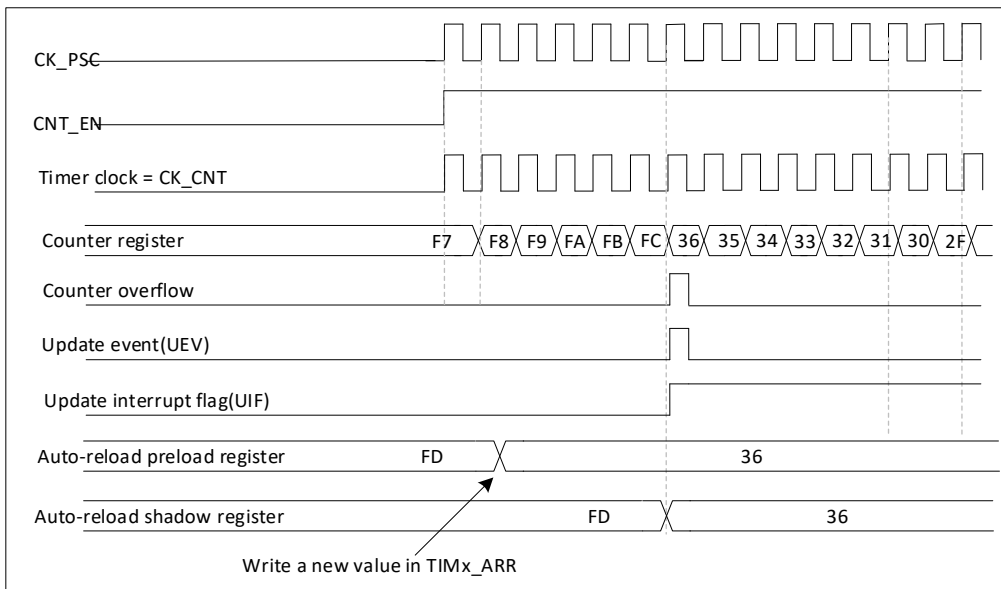 CK_PSC
CNT_EN
Timer clock = CK_CNT
Counter register F7 F8 F9 FA FB FC 36 35 34 33 32 31 30 2F
Counter overflow
Update event(UEV)
Update interrupt flag(UIF)
Auto-reload preload register FD 36
Auto-reload shadow register FD 36
Write a new value in TIMx_ARR